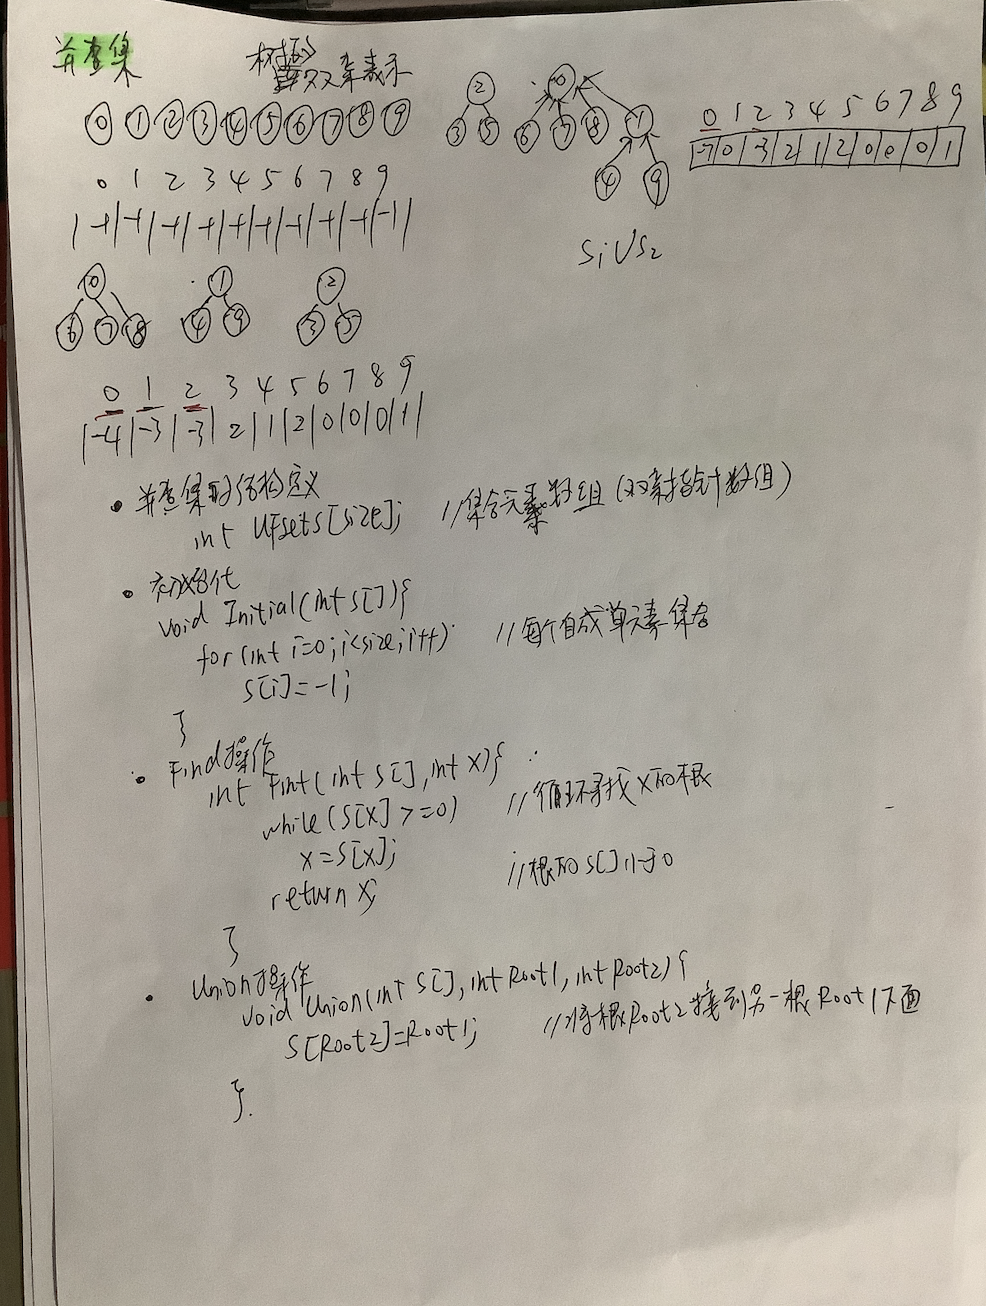 并查集
树的双亲表示
0 1 2 3 4 5 6 7 8 9
0 1 2 3 4 5 6 7 8 9
-1 -1 -1 -1 -1 -1 -1 -1 -1 -1
0 1 2
6 7 8 4 9 3 5
0 1 2 3 4 5 6 7 8 9
-4 -3 -3 2 1 2 0 0 0 1
2 0
3 5 6 7 8 1
4 9
0 1 2 3 4 5 6 7 8 9
-7 0 -3 2 1 2 0 0 0 1
S1US2
• 并查集的结构定义
int UFsets[size]; //集合元素数组(双亲指针数组)
• 初始化
void Initial(int S[]){
for(int i=0;i<size;i++) //每个自成单元素集合
S[i]=-1;
}
• Find操作
int Fint(int S[],int x){
while(S[x]>=0) //循环寻找x的根
x=S[x];
return x; //根的S[]小于0
}
• Union操作
void Union(int S[],int Root1,int Root2){
S[Root2]=Root1; //将根Root2接到另一根Root1下面
}.